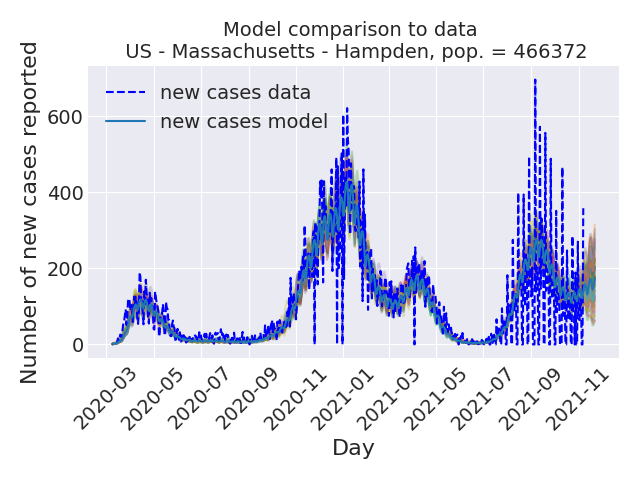 Model comparison to data
US - Massachusetts - Hampden, pop. = 466372
Number of new cases reported
600
400
200
0
new cases data
new cases model
2020-03
2020-05
2020-07
2020-09
2020-11
2021-01
2021-03
2021-05
2021-07
2021-09
2021-11
Day